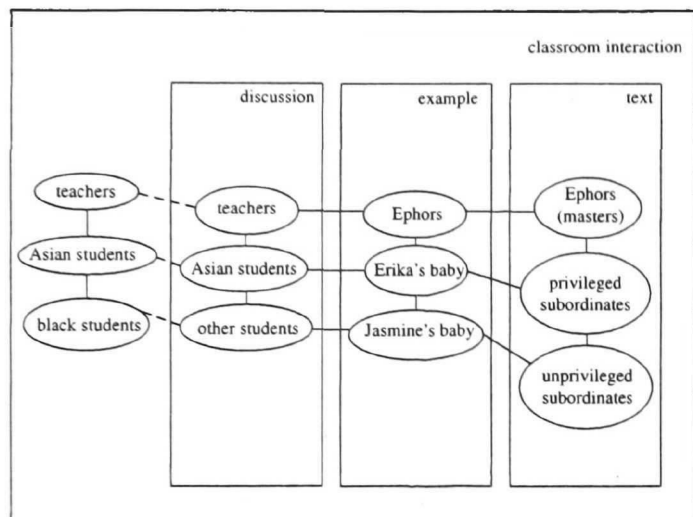 classroom interaction
discussion
example
text
teachers
teachers
Ephors
Ephors
(masters)
Asian students
Asian students
Erika's baby
privileged
subordinates
black students
other students
Jasmine's baby
unprivileged
subordinates